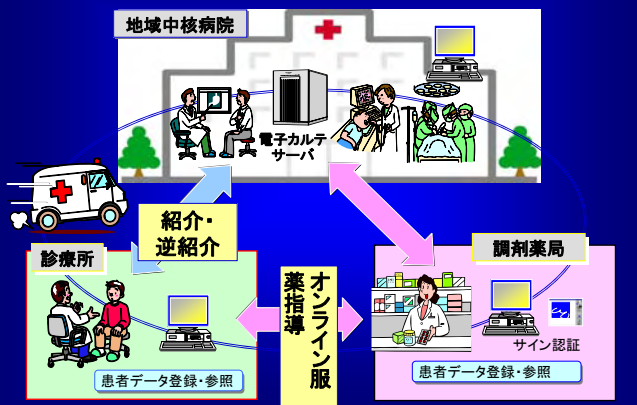 地域中核病院
電子カルテ
サーバ
紹介・
逆紹介
診療所
調剤薬局
オンライン服
薬指導
サイン認証
患者データ登録・参照
患者データ登録・参照